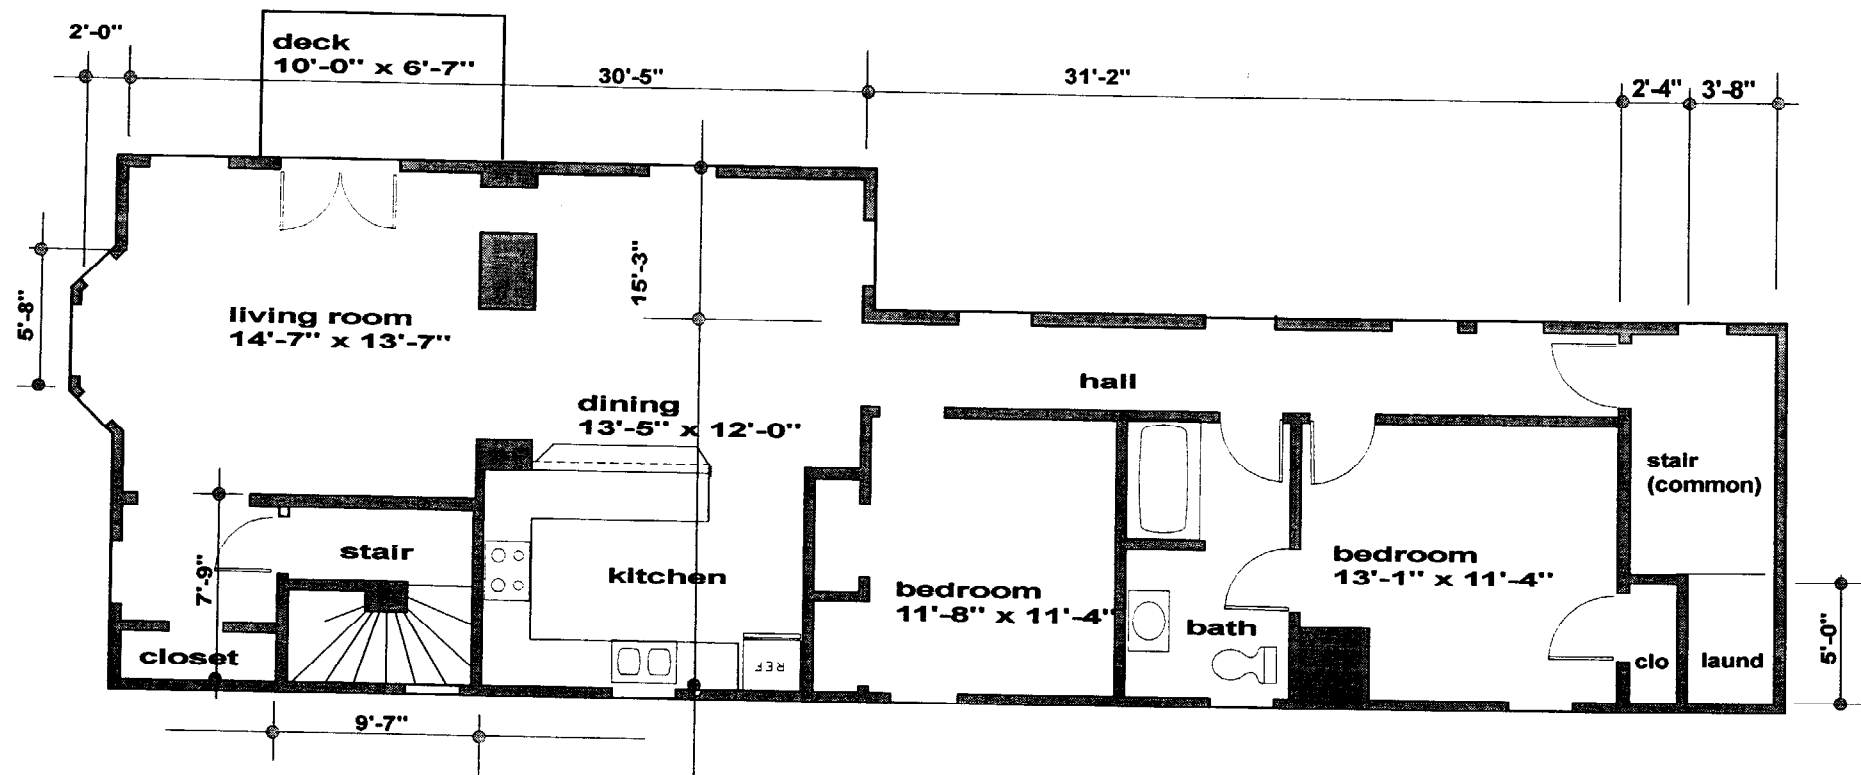 2'-0"
deck
10'-0" x 6'-7"
30'-5"
31'-2"
2'-4"
3'-8"
15'-3"
5'-8"
living room
14'-7" x 13'-7"
hall
dining
13'-5" x 12'-0"
stair
(common)
stair
7'-9"
kitchen
bedroom
11'-8" x 11'-4"
bedroom
13'-1" x 11'-4"
bath
closet
REF
clo
laund
5'-0"
9'-7"